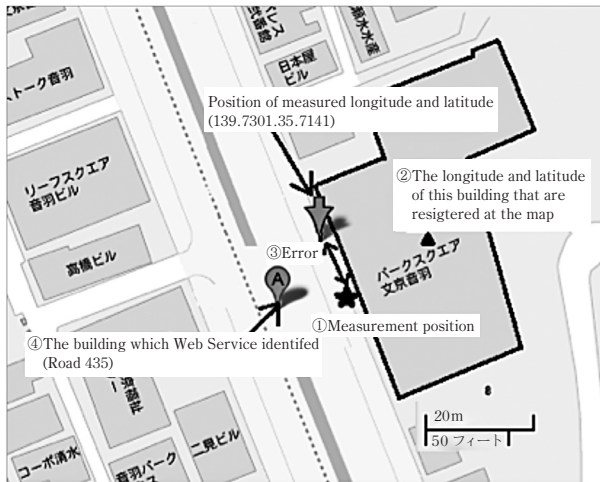 ストーク音羽
日本屋
ビル
Position of measured longitude and latitude
(139.7301.35.7141)
リーフスクエア
音羽ビル
②The longitude and latitude
of this building that are
resigtered at the map
高橋ビル
③Error
パークスクエア
文京音羽
A
①Measurement position
④The building which Web Service identifed
(Road 435)
20m
50 フィート
二見ビル
コーポ清水
音羽パーク